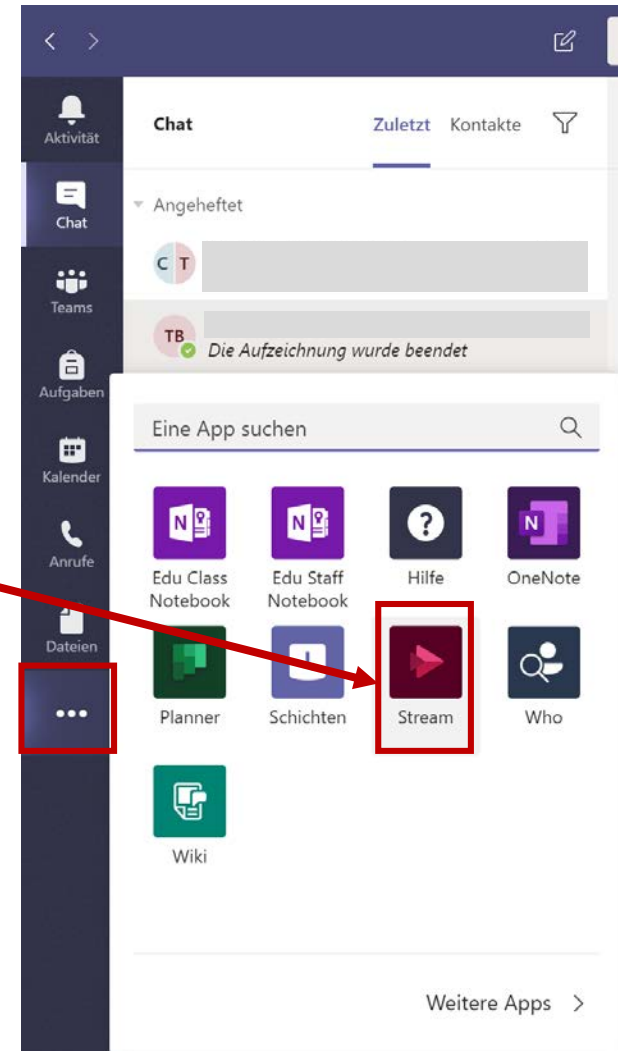 Aktivität
Chat
Teams
Aufgaben
Kalender
Anrufe
Dateien
Chat Zuletzt Kontakte
Angeheftet
C T
TB
Die Aufzeichnung wurde beendet
Eine App suchen
Edu Class Notebook
Edu Staff Notebook
Hilfe
OneNote
Planner
Schichten
Stream
Who
Wiki
Weitere Apps